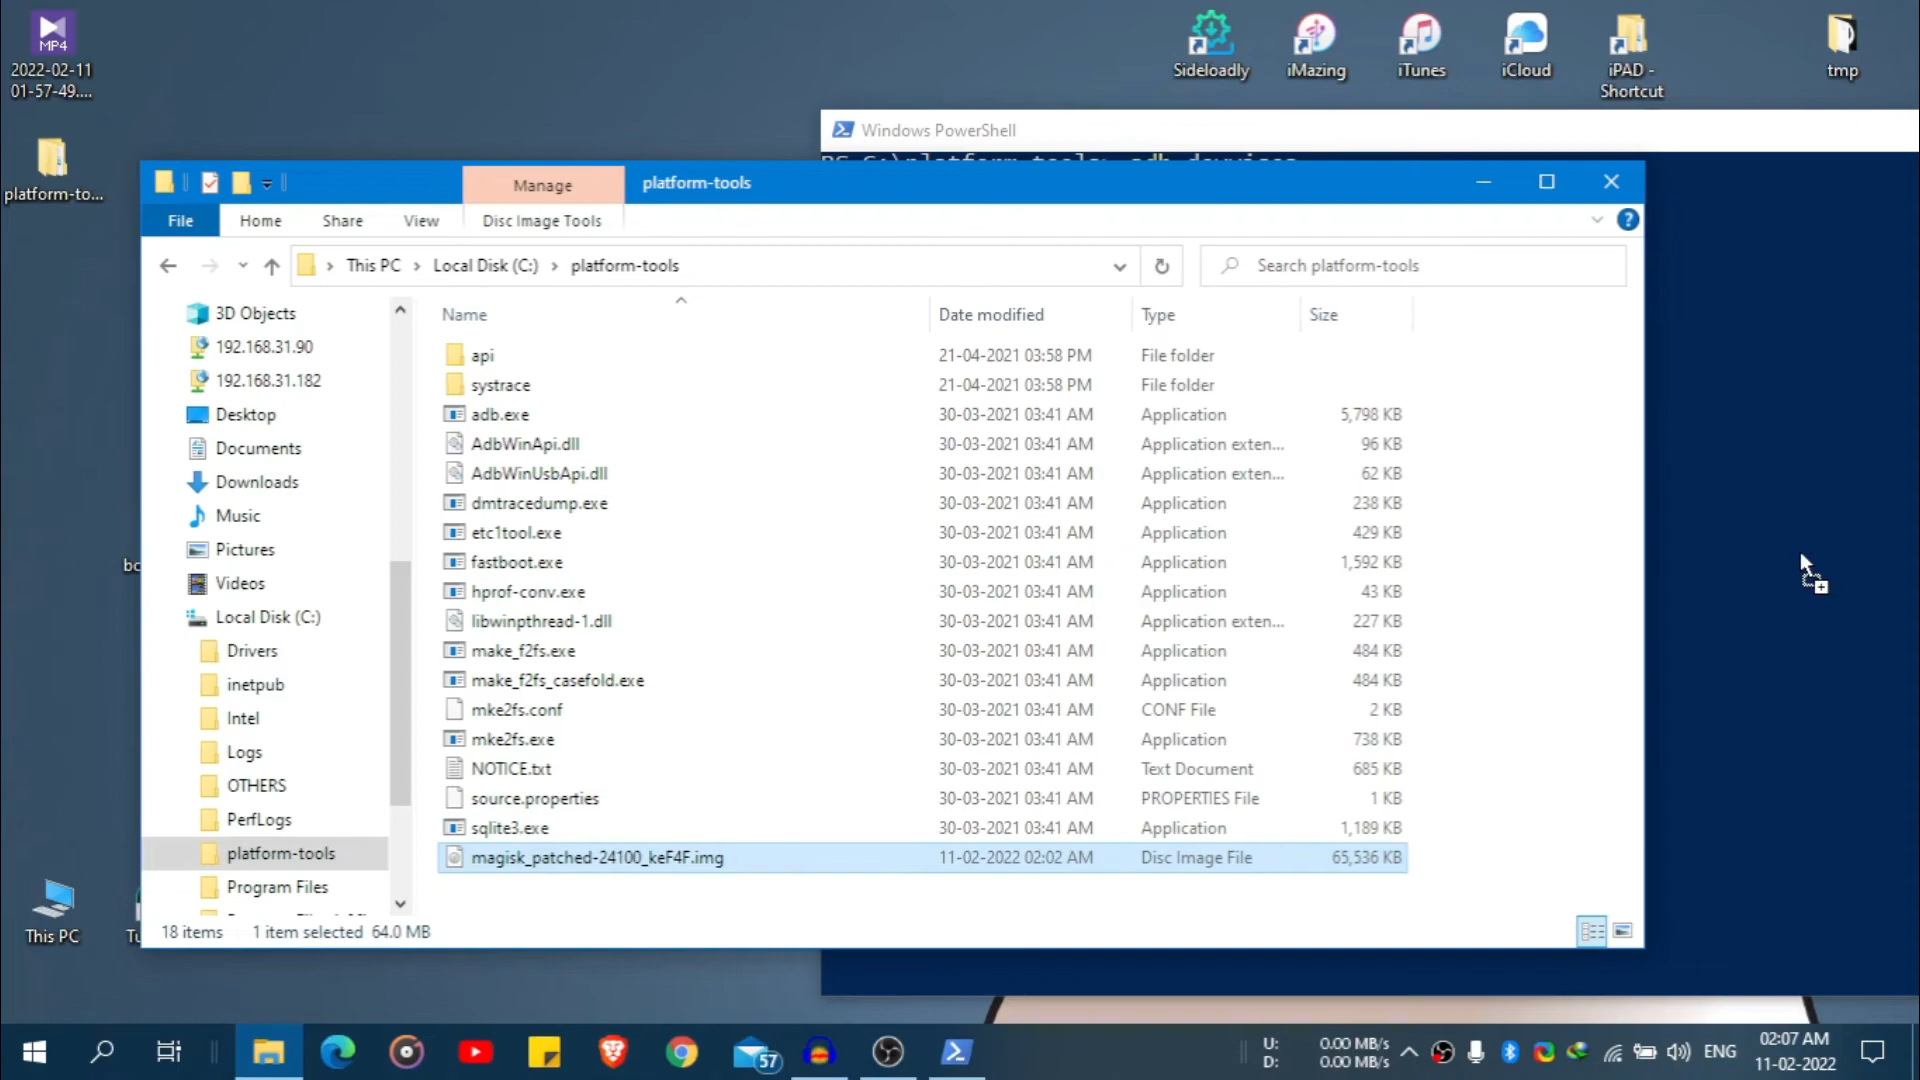 MP4
2022-02-11
01-57-49....
platform-to...
Sideloadly
iMazing
iTunes
iCloud
iPAD -
Shortcut
tmp
Windows PowerShell
Manage
platform-tools
File
Home
Share
View
Disc Image Tools
This PC
Local Disk (C:)
platform-tools
Search platform-tools
3D Objects
192.168.31.90
192.168.31.182
Desktop
Documents
Downloads
Music
Pictures
Videos
Local Disk (C:)
Drivers
inetpub
Intel
Logs
OTHERS
PerfLogs
platform-tools
Program Files
Name Date modified Type Size
api 21-04-2021 03:58 PM File folder
systrace 21-04-2021 03:58 PM File folder
adb.exe 30-03-2021 03:41 AM Application 5,798 KB
AdbWinApi.dll 30-03-2021 03:41 AM Application exten... 96 KB
AdbWinUsbApi.dll 30-03-2021 03:41 AM Application exten... 62 KB
dmtracedump.exe 30-03-2021 03:41 AM Application 238 KB
etc1tool.exe 30-03-2021 03:41 AM Application 429 KB
fastboot.exe 30-03-2021 03:41 AM Application 1,592 KB
hprof-conv.exe 30-03-2021 03:41 AM Application 43 KB
libwinpthread-1.dll 30-03-2021 03:41 AM Application exten... 227 KB
make_f2fs.exe 30-03-2021 03:41 AM Application 484 KB
make_f2fs_casefold.exe 30-03-2021 03:41 AM Application 484 KB
mke2fs.conf 30-03-2021 03:41 AM CONF File 2 KB
mke2fs.exe 30-03-2021 03:41 AM Application 738 KB
NOTICE.txt 30-03-2021 03:41 AM Text Document 685 KB
source.properties 30-03-2021 03:41 AM PROPERTIES File 1 KB
sqlite3.exe 30-03-2021 03:41 AM Application 1,189 KB
magisk_patched-24100_keF4F.img 11-02-2022 02:02 AM Disc Image File 65,536 KB
18 items 1 item selected 64.0 MB
bo
This PC
Tu
57
U: 0.00 MB/s
D: 0.00 MB/s
ENG
02:07 AM
11-02-2022